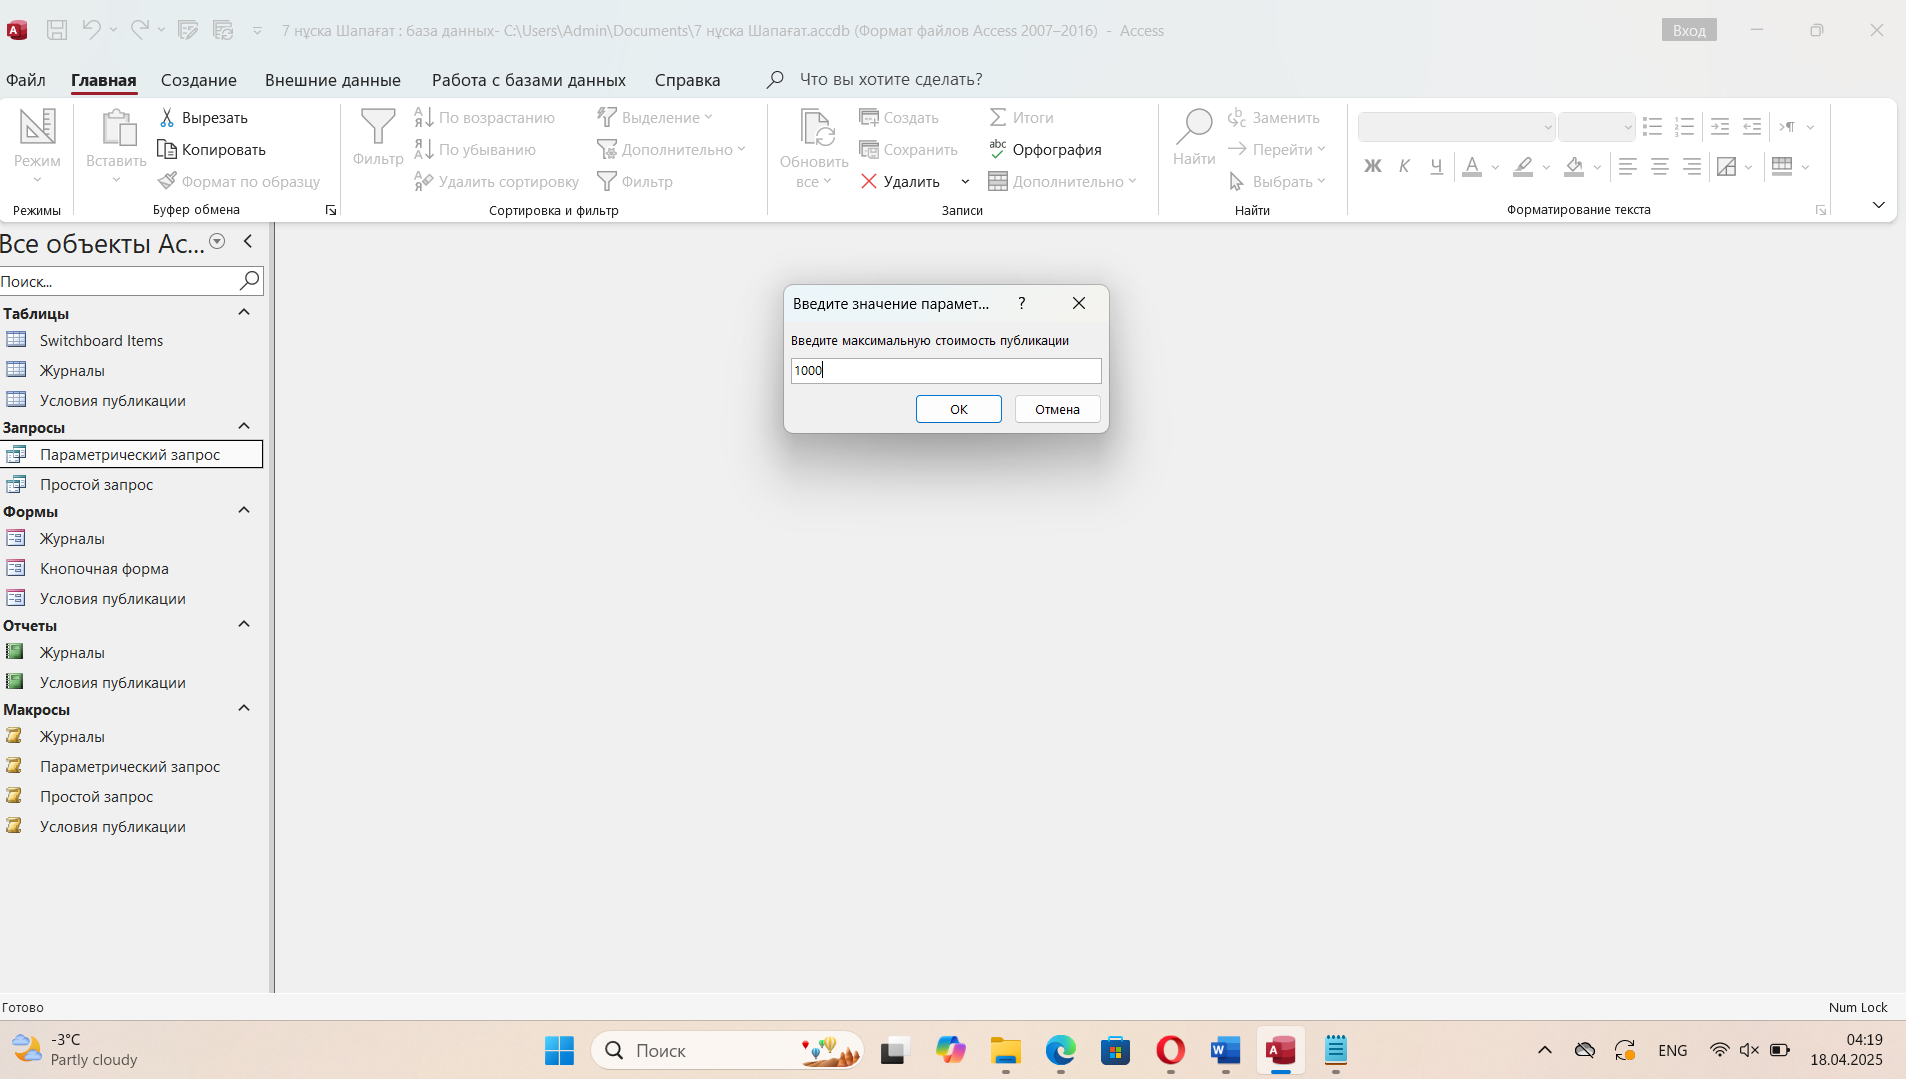 7 нұсқа Шапағат : база данных- C:\Users\Admin\Documents\7 нұсқа Шапағат.accdb (Формат файлов Access 2007–2016) - Access
Вход
Файл Главная Создание Внешние данные Работа с базами данных Справка Что вы хотите сделать?
Режим
Режимы
Вставить
Вырезать
Копировать
Формат по образцу
Буфер обмена
Фильтр
По возрастанию
По убыванию
Удалить сортировку
Выделение
Дополнительно
Фильтр
Сортировка и фильтр
Обновить
все
Создать
Сохранить
Удалить
Итоги
Орфография
Дополнительно
Записи
Найти
Заменить
Перейти
Выбрать
Найти
Ж К Ч А
Форматирование текста
Все объекты Ac...
Поиск...
Таблицы
Switchboard Items
Журналы
Условия публикации
Запросы
Параметрический запрос
Простой запрос
Формы
Журналы
Кнопочная форма
Условия публикации
Отчеты
Журналы
Условия публикации
Макросы
Журналы
Параметрический запрос
Простой запрос
Условия публикации
Введите значение парамет... ?
Введите максимальную стоимость публикации
1000
ОК Отмена
Готово
Num Lock
-3°C
Partly cloudy
Поиск
ENG
04:19
18.04.2025